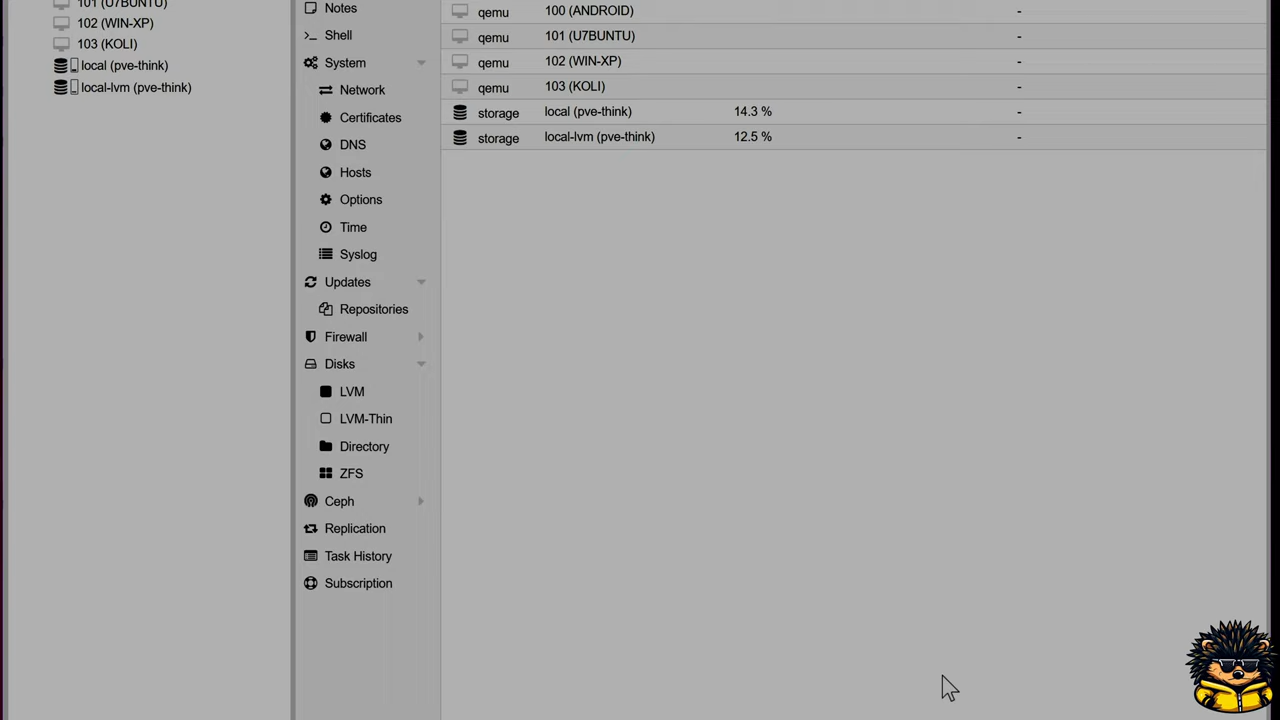 101 (U7BUNTU)
102 (WIN-XP)
103 (KOLI)
local (pve-think)
local-lvm (pve-think)
Notes
Shell
System
Network
Certificates
DNS
Hosts
Options
Time
Syslog
Updates
Repositories
Firewall
Disks
LVM
LVM-Thin
Directory
ZFS
Ceph
Replication
Task History
Subscription
qemu 100 (ANDROID) -
qemu 101 (U7BUNTU) -
qemu 102 (WIN-XP) -
qemu 103 (KOLI) -
storage local (pve-think) 14.3 % -
storage local-lvm (pve-think) 12.5 % -